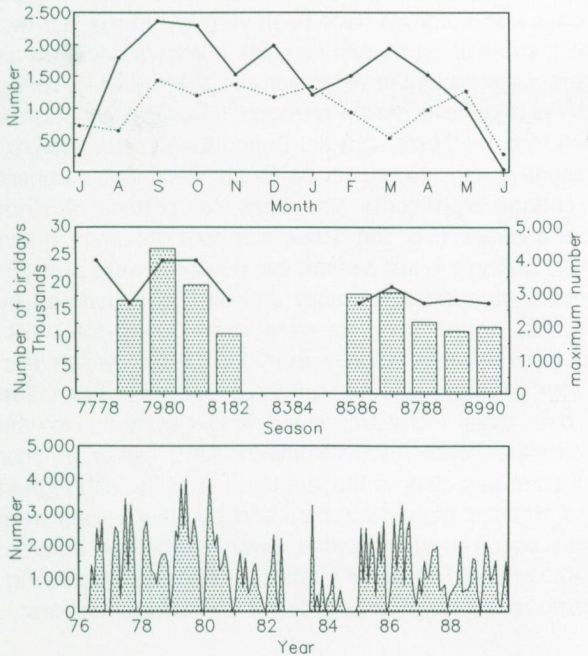 2.500
2.000
1.500
1.000
500
0
Number
J A S O N D J F M A M J
Month
Number of birddays
Thousands
30
25
20
15
10
5
0
5.000
4.000
3.000
2.000
1.000
0
maximum number
77778 7980 8182 8384 8586 8788 8990
Season
5.000
4.000
3.000
2.000
1.000
0
Number
76 78 80 82 84 86 88
Year